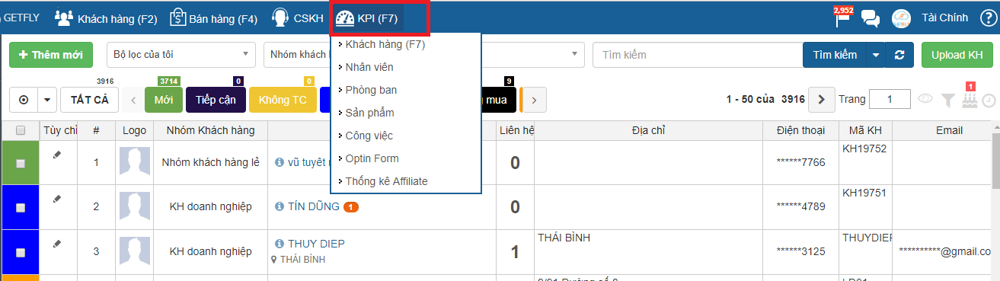 GETFLY Khách hàng (F2) Bán hàng (F4) CSKH KPI (F7) 2,952 Tài Chính
Thêm mới Bộ lọc của tôi Nhóm khách h Tìm kiếm Tìm kiếm Upload KH
Khách hàng (F7)
Nhân viên
Phòng ban
Sản phẩm
Công việc
Optin Form
Thống kê Affiliate
3916 3714 0 0 9 1
TẤT CẢ Mới Tiếp cận Không TC mua 1 - 50 của 3916 Trang 1
Tùy chỉ # Logo Nhóm Khách hàng Liên hệ Địa chỉ Điện thoại Mã KH Email
1 Nhóm khách hàng lẻ vũ tuyết 0 ******7766 KH19752
2 KH doanh nghiệp TÍN DŨNG 1 0 ******4789 KH19751
3 KH doanh nghiệp THUY DIEP 1 THÁI BÌNH ******3125 THUYDIEP **********@gmail.co
THÁI BÌNH